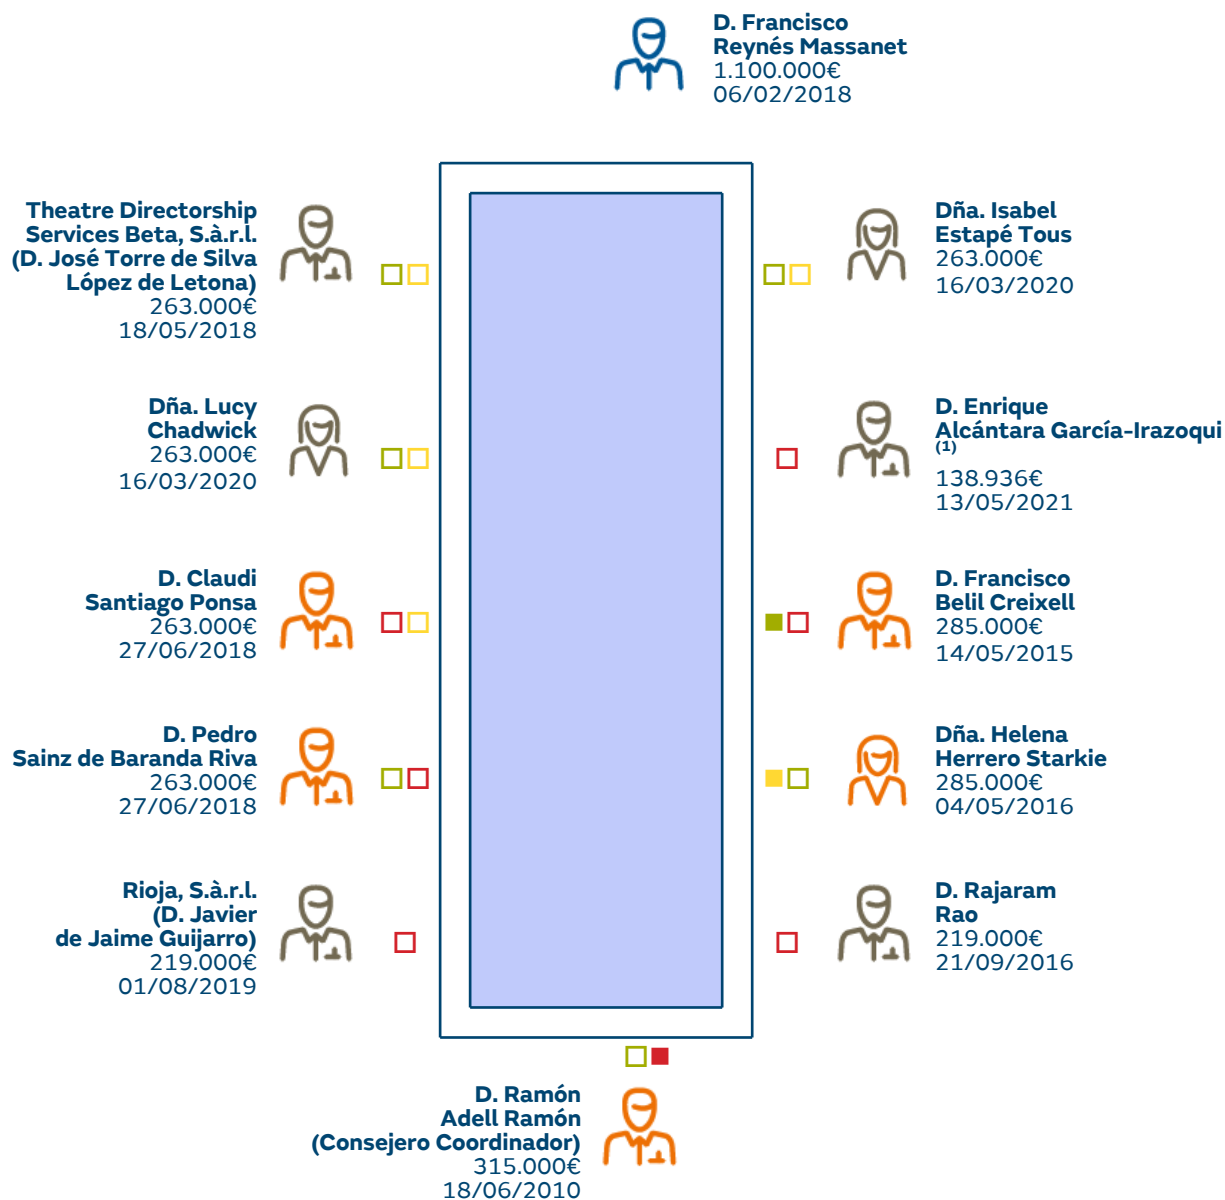 D. Francisco
Reynés Massanet
1.100.000€
06/02/2018
Theatre Directorship
Services Beta, S.à.r.l.
(D. José Torre de Silva
López de Letona)
263.000€
18/05/2018
Dña. Isabel
Estapé Tous
263.000€
16/03/2020
Dña. Lucy
Chadwick
263.000€
16/03/2020
D. Enrique
Alcántara García-Irazoqui
(1)
138.936€
13/05/2021
D. Claudi
Santiago Ponsa
263.000€
27/06/2018
D. Francisco
Belil Creixell
285.000€
14/05/2015
D. Pedro
Sainz de Baranda Riva
263.000€
27/06/2018
Dña. Helena
Herrero Starkie
285.000€
04/05/2016
Rioja, S.à.r.l.
(D. Javier
de Jaime Guijarro)
219.000€
01/08/2019
D. Rajaram
Rao
219.000€
21/09/2016
D. Ramón
Adell Ramón
(Consejero Coordinador)
315.000€
18/06/2010